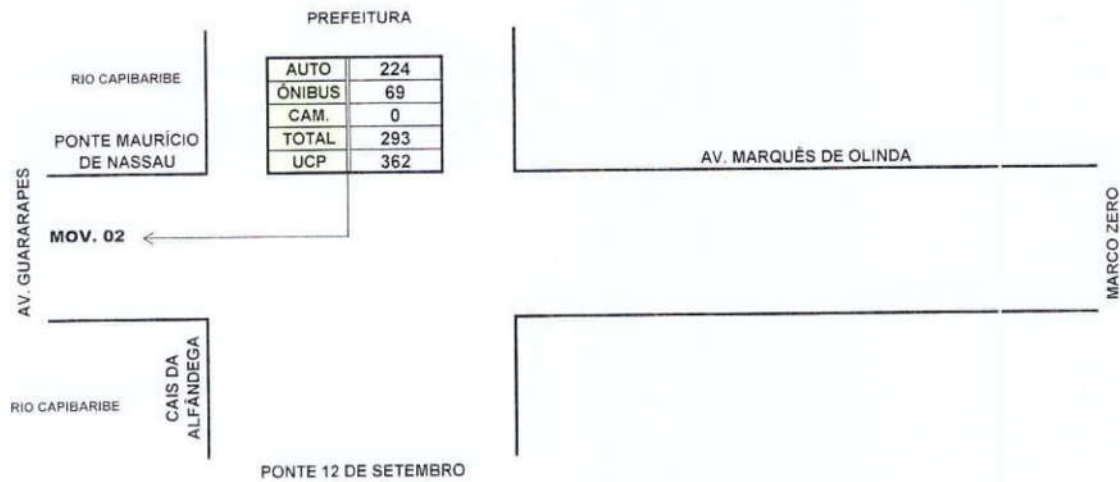 PREFEITURA
RIO CAPIBARIBE
AUTO 224
ÔNIBUS 69
CAM. 0
TOTAL 293
UCP 362
PONTE MAURÍCIO
DE NASSAU
AV. MARQUÊS DE OLINDA
AV. GUARARAPES
MOV. 02
MARCO ZERO
CAIS DA
ALFÂNDEGA
RIO CAPIBARIBE
PONTE 12 DE SETEMBRO